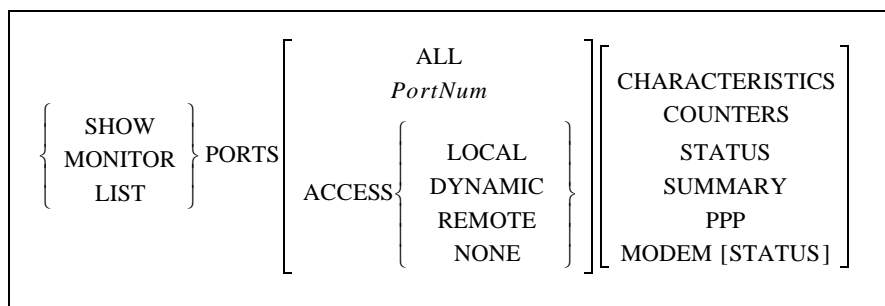 ALL
PortNum
CHARACTERISTICS
COUNTERS
SHOW
MONITOR PORTS
LIST
LOCAL
ACCESS DYNAMIC
REMOTE
NONE
STATUS
SUMMARY
PPP
MODEM [STATUS]